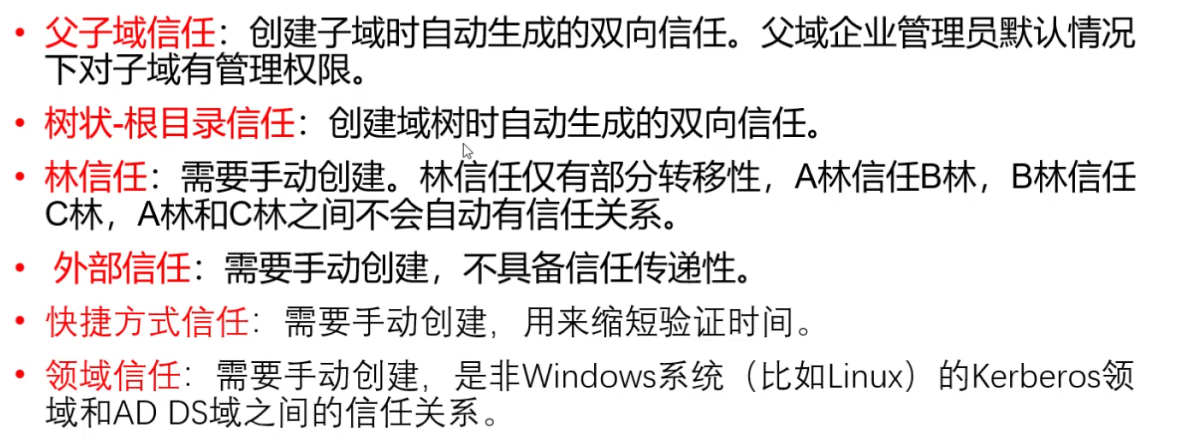 • 父子域信任：创建子域时自动生成的双向信任。父域企业管理员默认情况
下对子域有管理权限。
• 树状-根目录信任：创建域树时自动生成的双向信任。
• 林信任：需要手动创建。林信任仅有部分转移性，A林信任B林，B林信任
C林，A林和C林之间不会自动有信任关系。
• 外部信任：需要手动创建，不具备信任传递性。
• 快捷方式信任：需要手动创建，用来缩短验证时间。
• 领域信任：需要手动创建，是非Windows系统（比如Linux）的Kerberos领
域和AD DS域之间的信任关系。